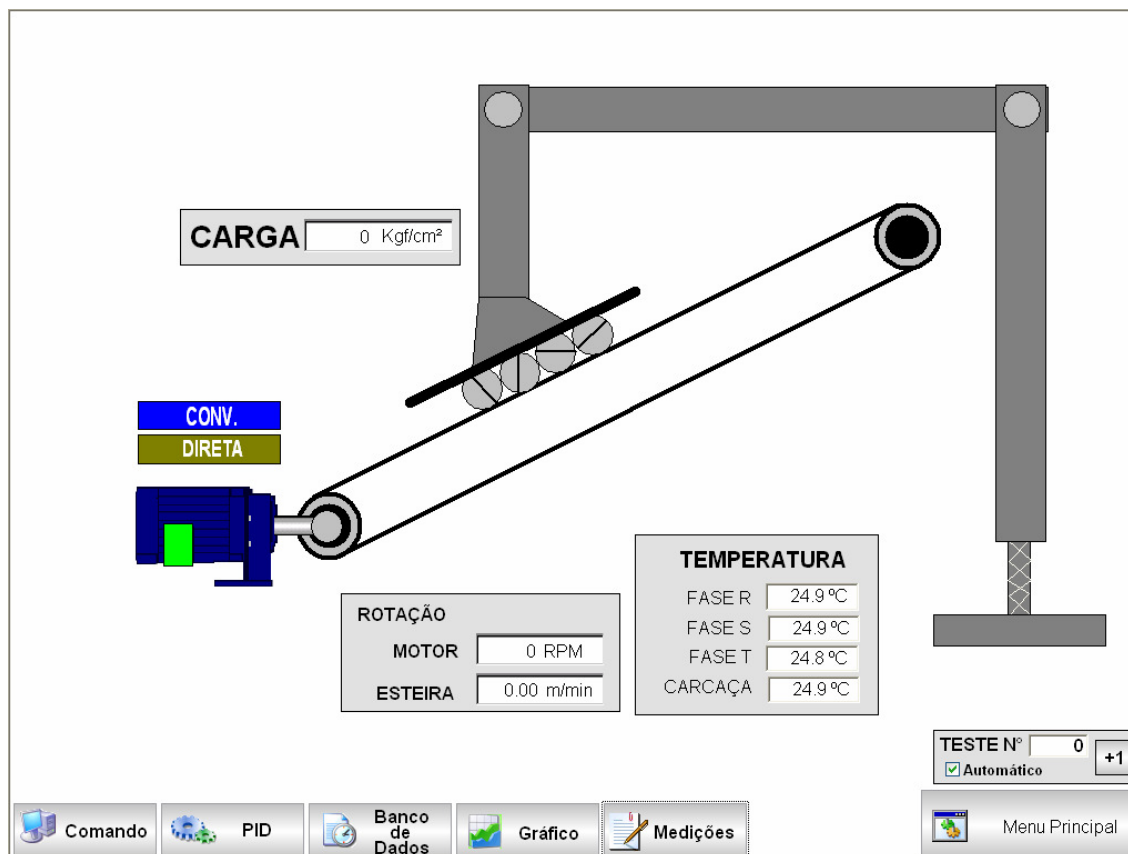 CARGA 0 Kgf/cm²
CONV.
DIRETA
ROTAÇÃO
MOTOR 0 RPM
ESTEIRA 0.00 m/min
TEMPERATURA
FASE R 24.9 ºC
FASE S 24.9 ºC
FASE T 24.8 ºC
CARCAÇA 24.9 ºC
TESTE Nº 0
+1
Automático
Comando
PID
Banco
de
Dados
Gráfico
Medições
Menu Principal